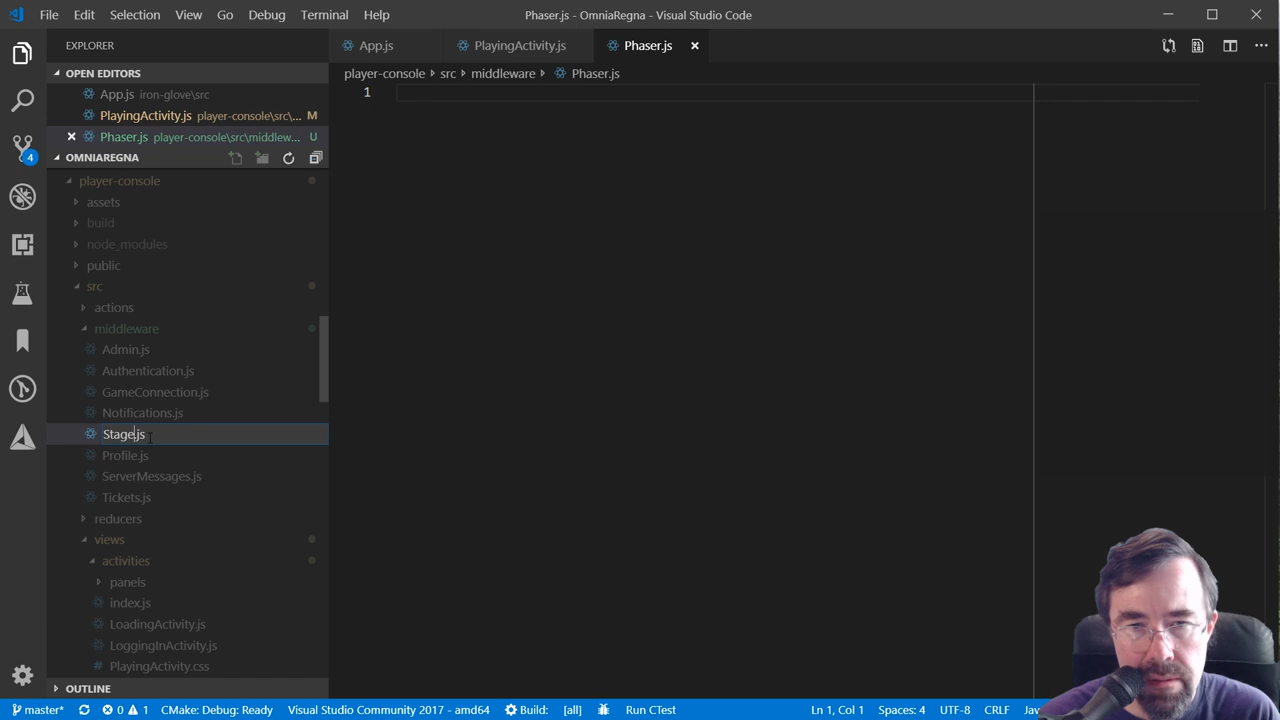 File Edit Selection View Go Debug Terminal Help
Phaser.js - OmniaRegna - Visual Studio Code
EXPLORER
App.js
PlayingActivity.js
Phaser.js
OPEN EDITORS
player-console src middleware Phaser.js
App.js iron-glove\src
1
PlayingActivity.js player-console\src\... M
Phaser.js player-console\src\middlew... U
4
OMNIAREGNA
player-console
assets
build
node_modules
public
src
actions
middleware
Admin.js
Authentication.js
GameConnection.js
Notifications.js
Stage.js
Profile.js
ServerMessages.js
Tickets.js
reducers
views
activities
panels
index.js
LoadingActivity.js
LoggingInActivity.js
PlayingActivity.css
OUTLINE
master* 0 1 CMake: Debug: Ready Visual Studio Community 2017 - amd64 Build: [all] Run CTest Ln 1, Col 1 Spaces: 4 UTF-8 CRLF